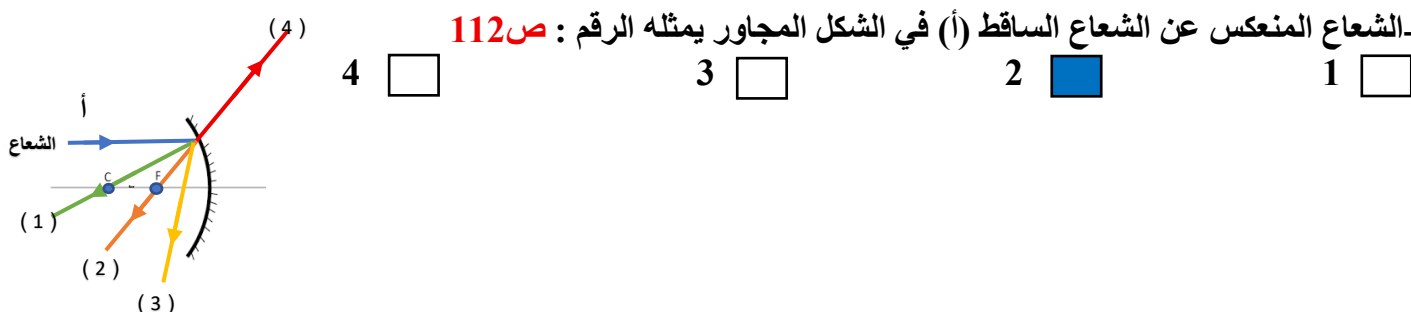 -الشعاع المنعكس عن الشعاع الساقط (أ) في الشكل المجاور يمثله الرقم : ص112
1 2 3 4
( 4 )
أ
الشعاع
C F
( 1 )
( 2 )
( 3 )